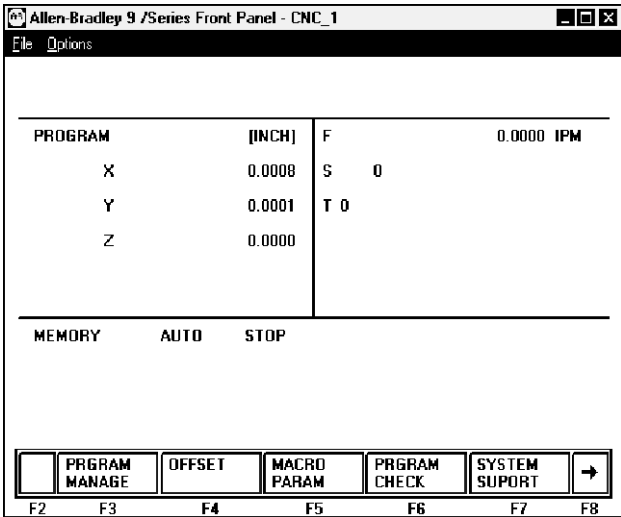 Allen-Bradley 9 /Series Front Panel - CNC_1
File Options
PROGRAM [INCH] F 0.0000 IPM
X 0.0008 S 0
Y 0.0001 T 0
Z 0.0000
MEMORY AUTO STOP
PRGRAM OFFSET MACRO PRGRAM SYSTEM
MANAGE PARAM CHECK SUPORT
F2 F3 F4 F5 F6 F7 F8